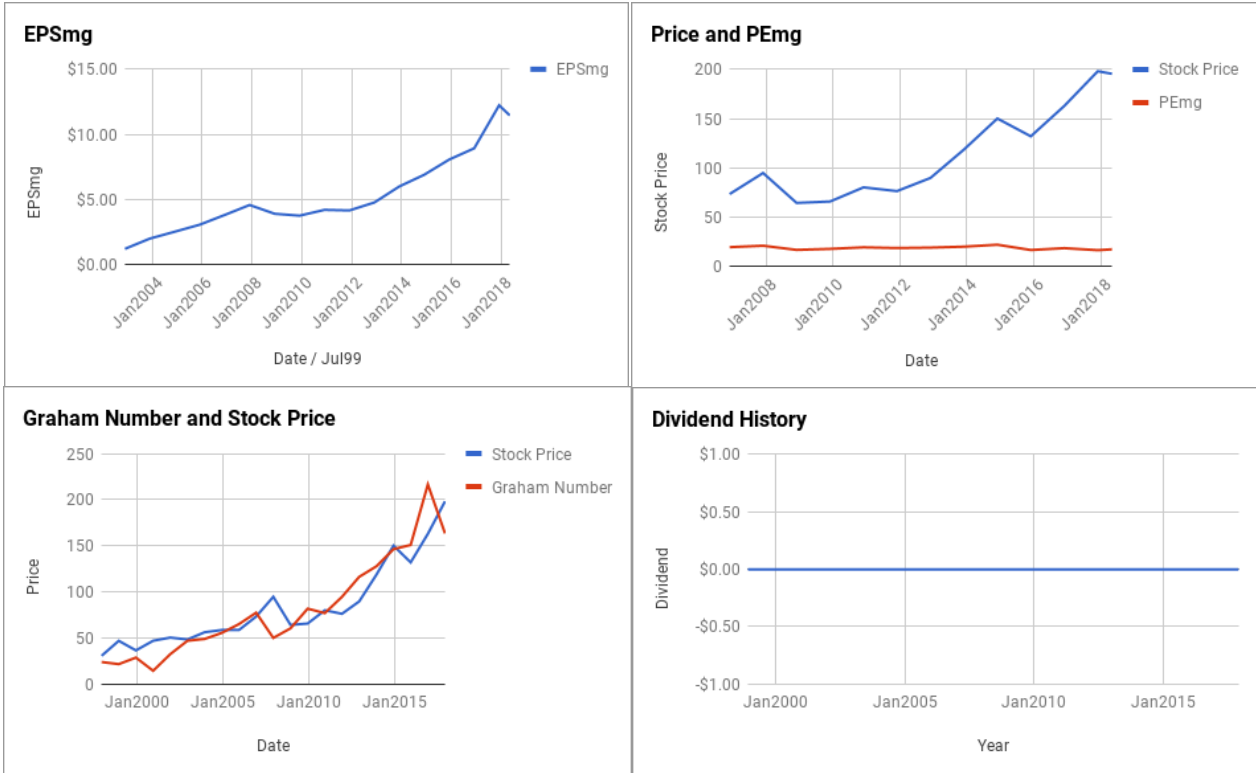 EPSmg
$15.00
$10.00
$5.00
$0.00
EPSmg
EPSmg
Jan2004
Jan2006
Jan2008
Jan2010
Jan2012
Jan2014
Jan2016
Jan2018
Date / Jul99
Price and PEmg
200
150
100
50
0
Stock Price
Stock Price
PEmg
Jan2008
Jan2010
Jan2012
Jan2014
Jan2016
Jan2018
Date
Graham Number and Stock Price
250
200
150
100
50
0
Price
Stock Price
Graham Number
Jan2000
Jan2005
Jan2010
Jan2015
Date
Dividend History
$1.00
$0.50
$0.00
-$0.50
-$1.00
Dividend
Jan2000
Jan2005
Jan2010
Jan2015
Year